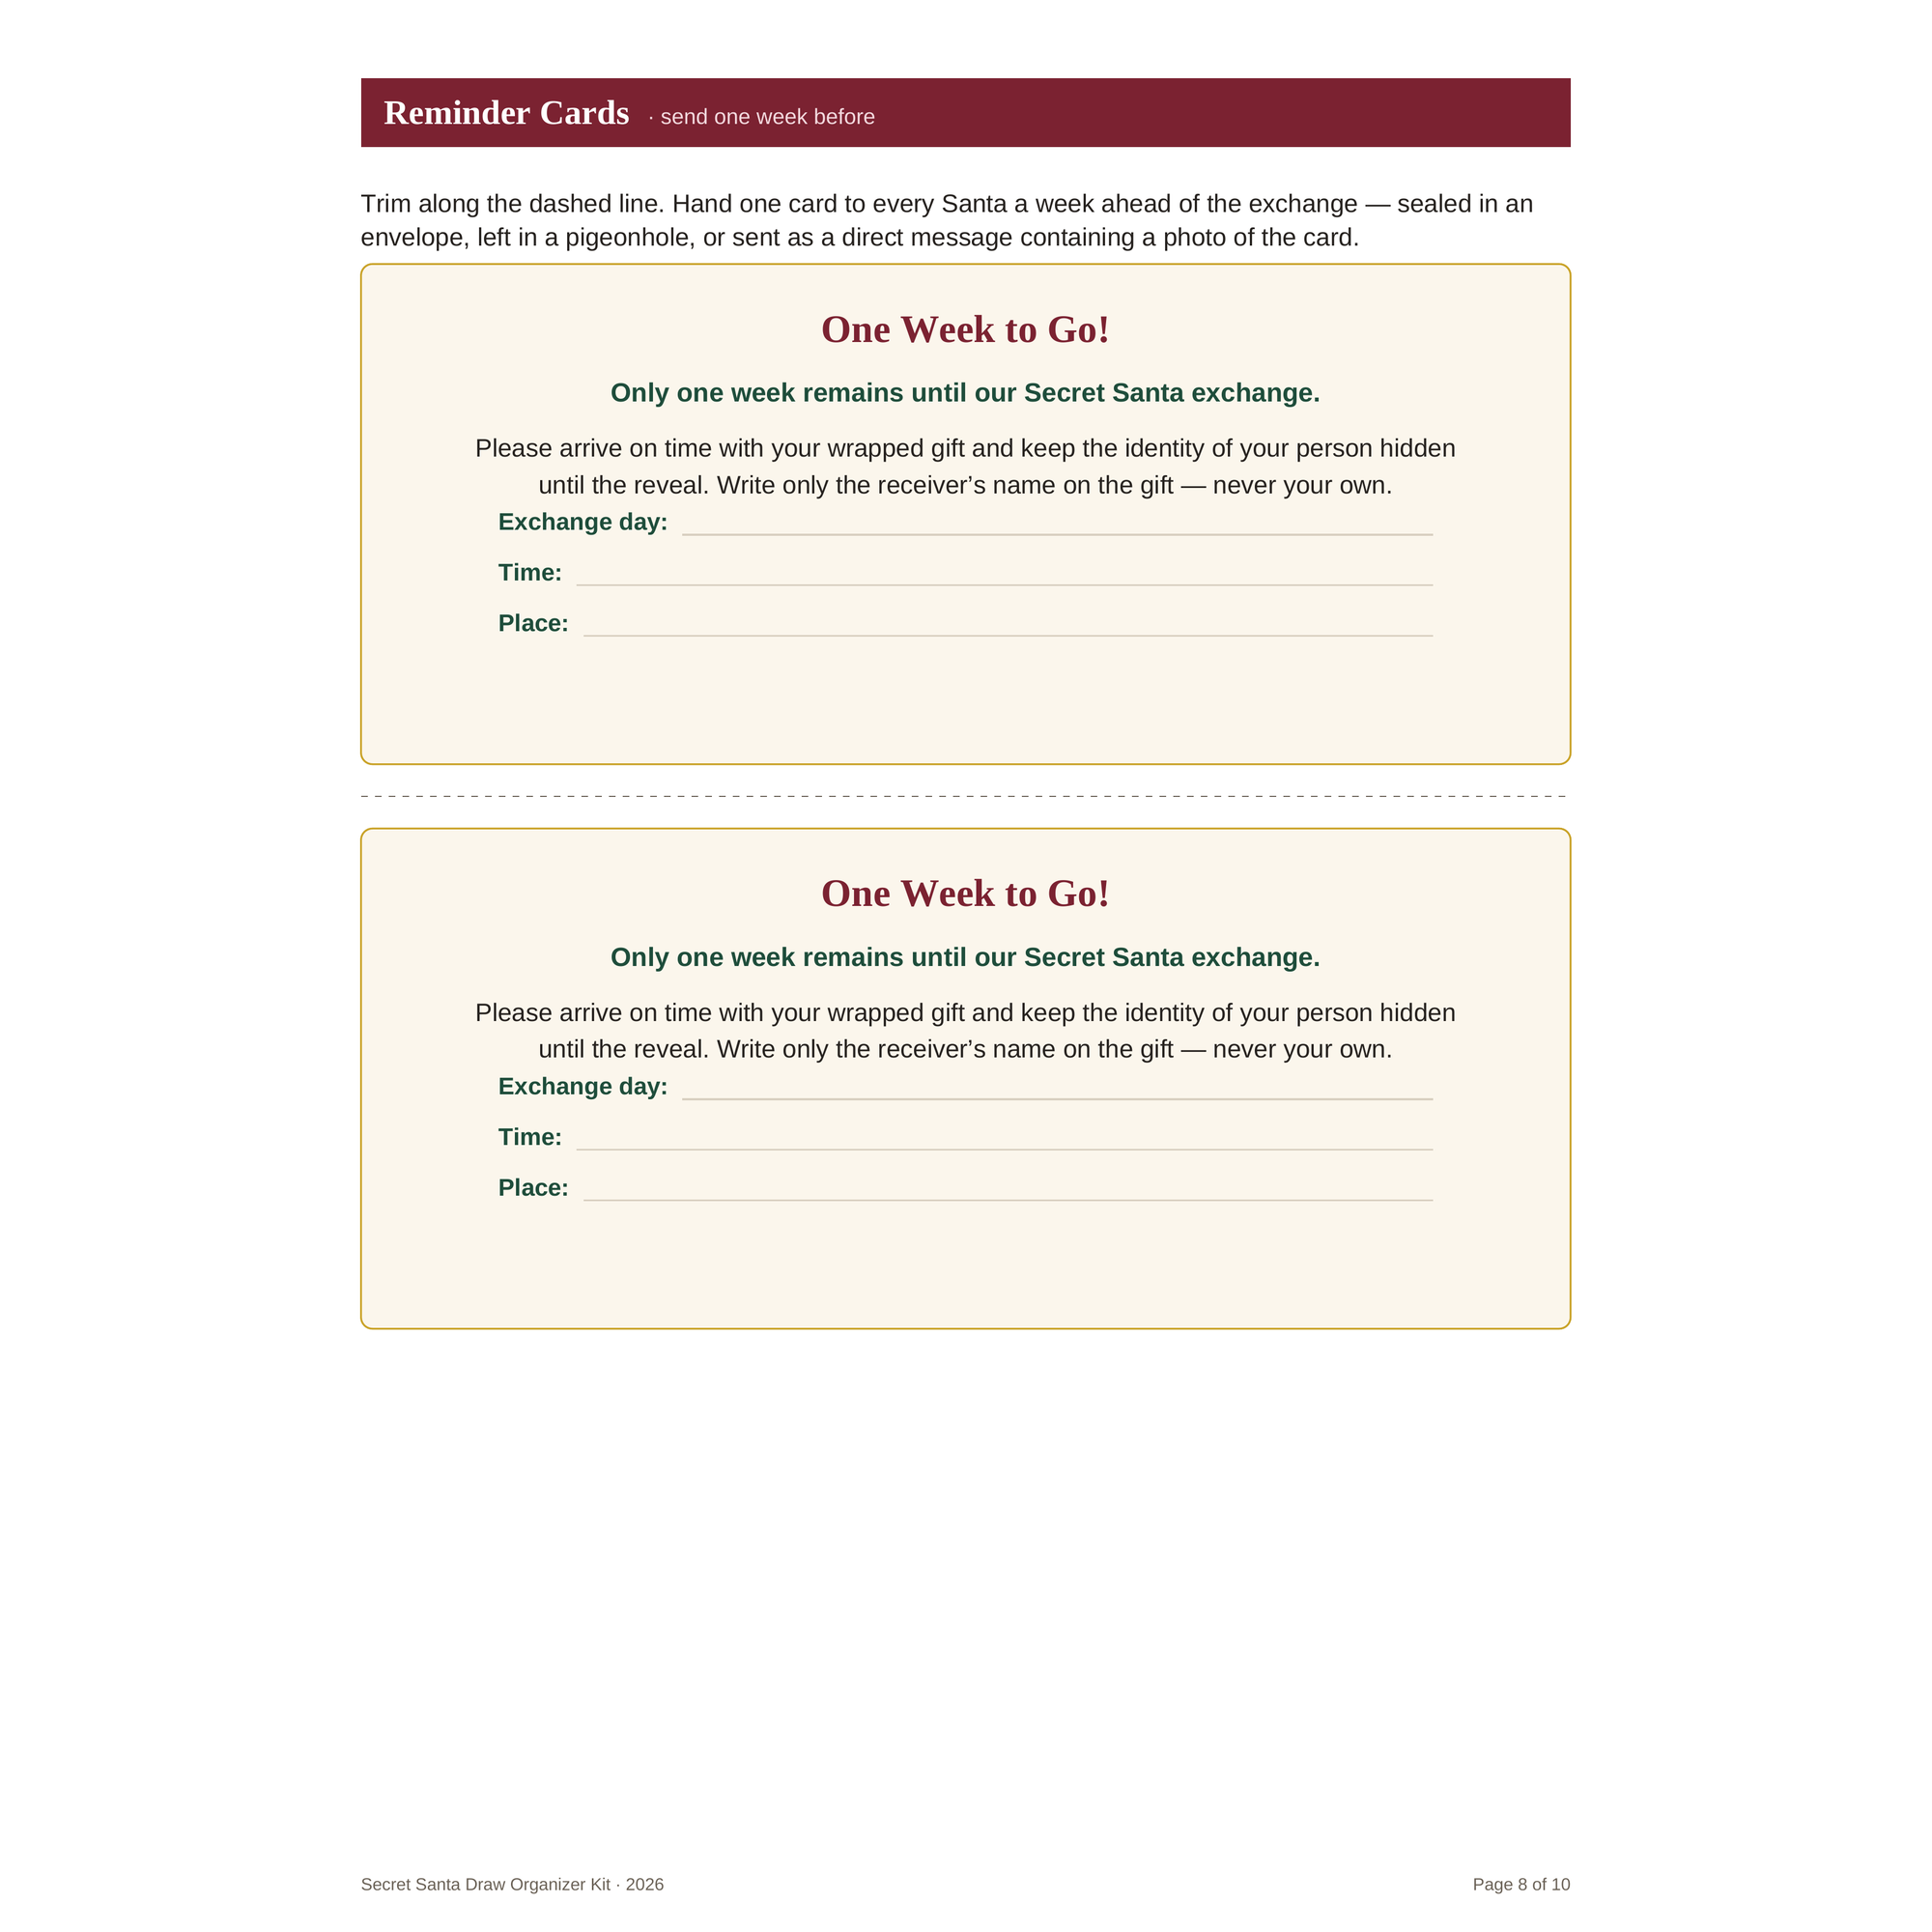 Reminder Cards · send one week before
Trim along the dashed line. Hand one card to every Santa a week ahead of the exchange — sealed in an
envelope, left in a pigeonhole, or sent as a direct message containing a photo of the card.
One Week to Go!
Only one week remains until our Secret Santa exchange.
Please arrive on time with your wrapped gift and keep the identity of your person hidden
until the reveal. Write only the receiver’s name on the gift — never your own.
Exchange day:
Time:
Place:
One Week to Go!
Only one week remains until our Secret Santa exchange.
Please arrive on time with your wrapped gift and keep the identity of your person hidden
until the reveal. Write only the receiver’s name on the gift — never your own.
Exchange day:
Time:
Place:
Secret Santa Draw Organizer Kit · 2026
Page 8 of 10